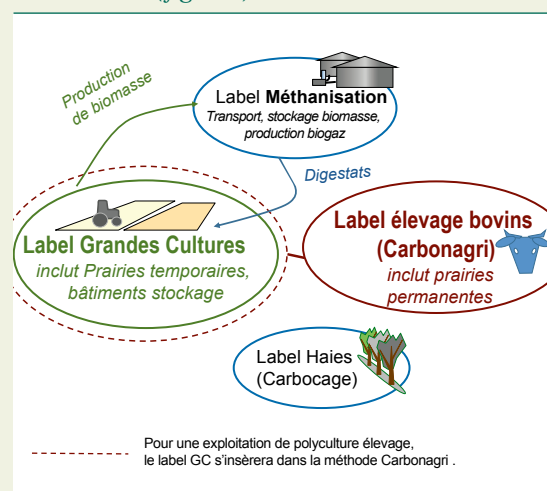 Production
de biomasse
Label Méthanisation
Transport, stockage biomasse,
production biogaz
Digestats
Label Grandes Cultures
inclut Prairies temporaires,
bâtiments stockage
Label élevage bovins
(Carbonagri)
inclut prairies
permanentes
Label Haies
(Carbocage)
Pour une exploitation de polyculture élevage,
le label GC s'insèrera dans la méthode Carbonagri .